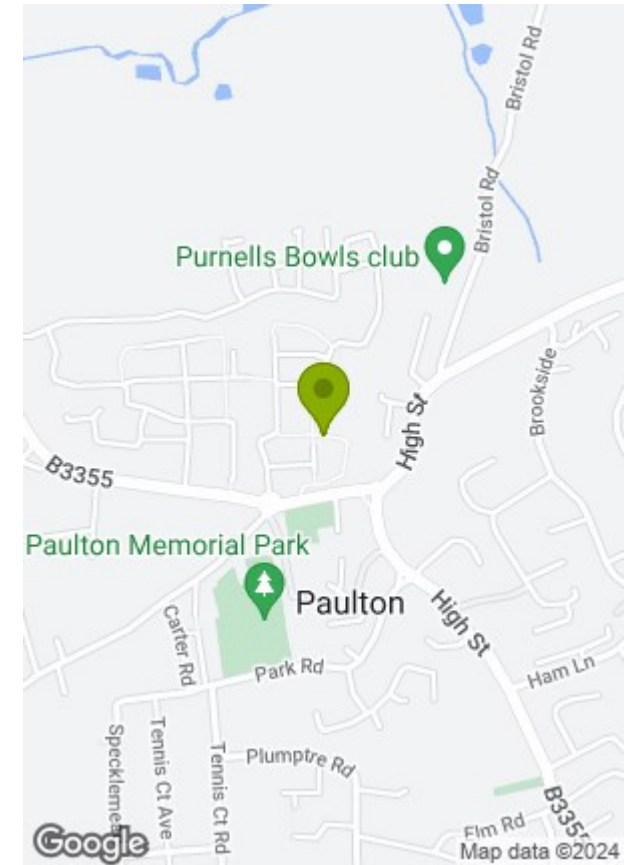 Bristol Rd
Bristol Rd
Purnells Bowls club
Brookside
High St
B3355
Paulton Memorial Park
Paulton
High St
Carter Rd
Park Rd
Ham Ln
Tennis Ct Ave
Tennis Ct Rd
Plumptre Rd
B3355
Elm Rd
Google
Map data ©2024